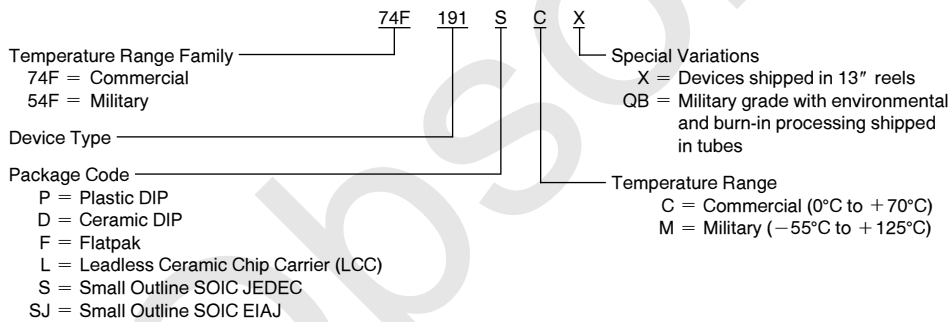 74F 191 S C X
Temperature Range Family
74F = Commercial
54F = Military
Device Type
Package Code
P = Plastic DIP
D = Ceramic DIP
F = Flatpak
L = Leadless Ceramic Chip Carrier (LCC)
S = Small Outline SOIC JEDEC
SJ = Small Outline SOIC EIAJ
Special Variations
X = Devices shipped in 13″ reels
QB = Military grade with environmental
and burn-in processing shipped
in tubes
Temperature Range
C = Commercial (0°C to +70°C)
M = Military (−55°C to +125°C)